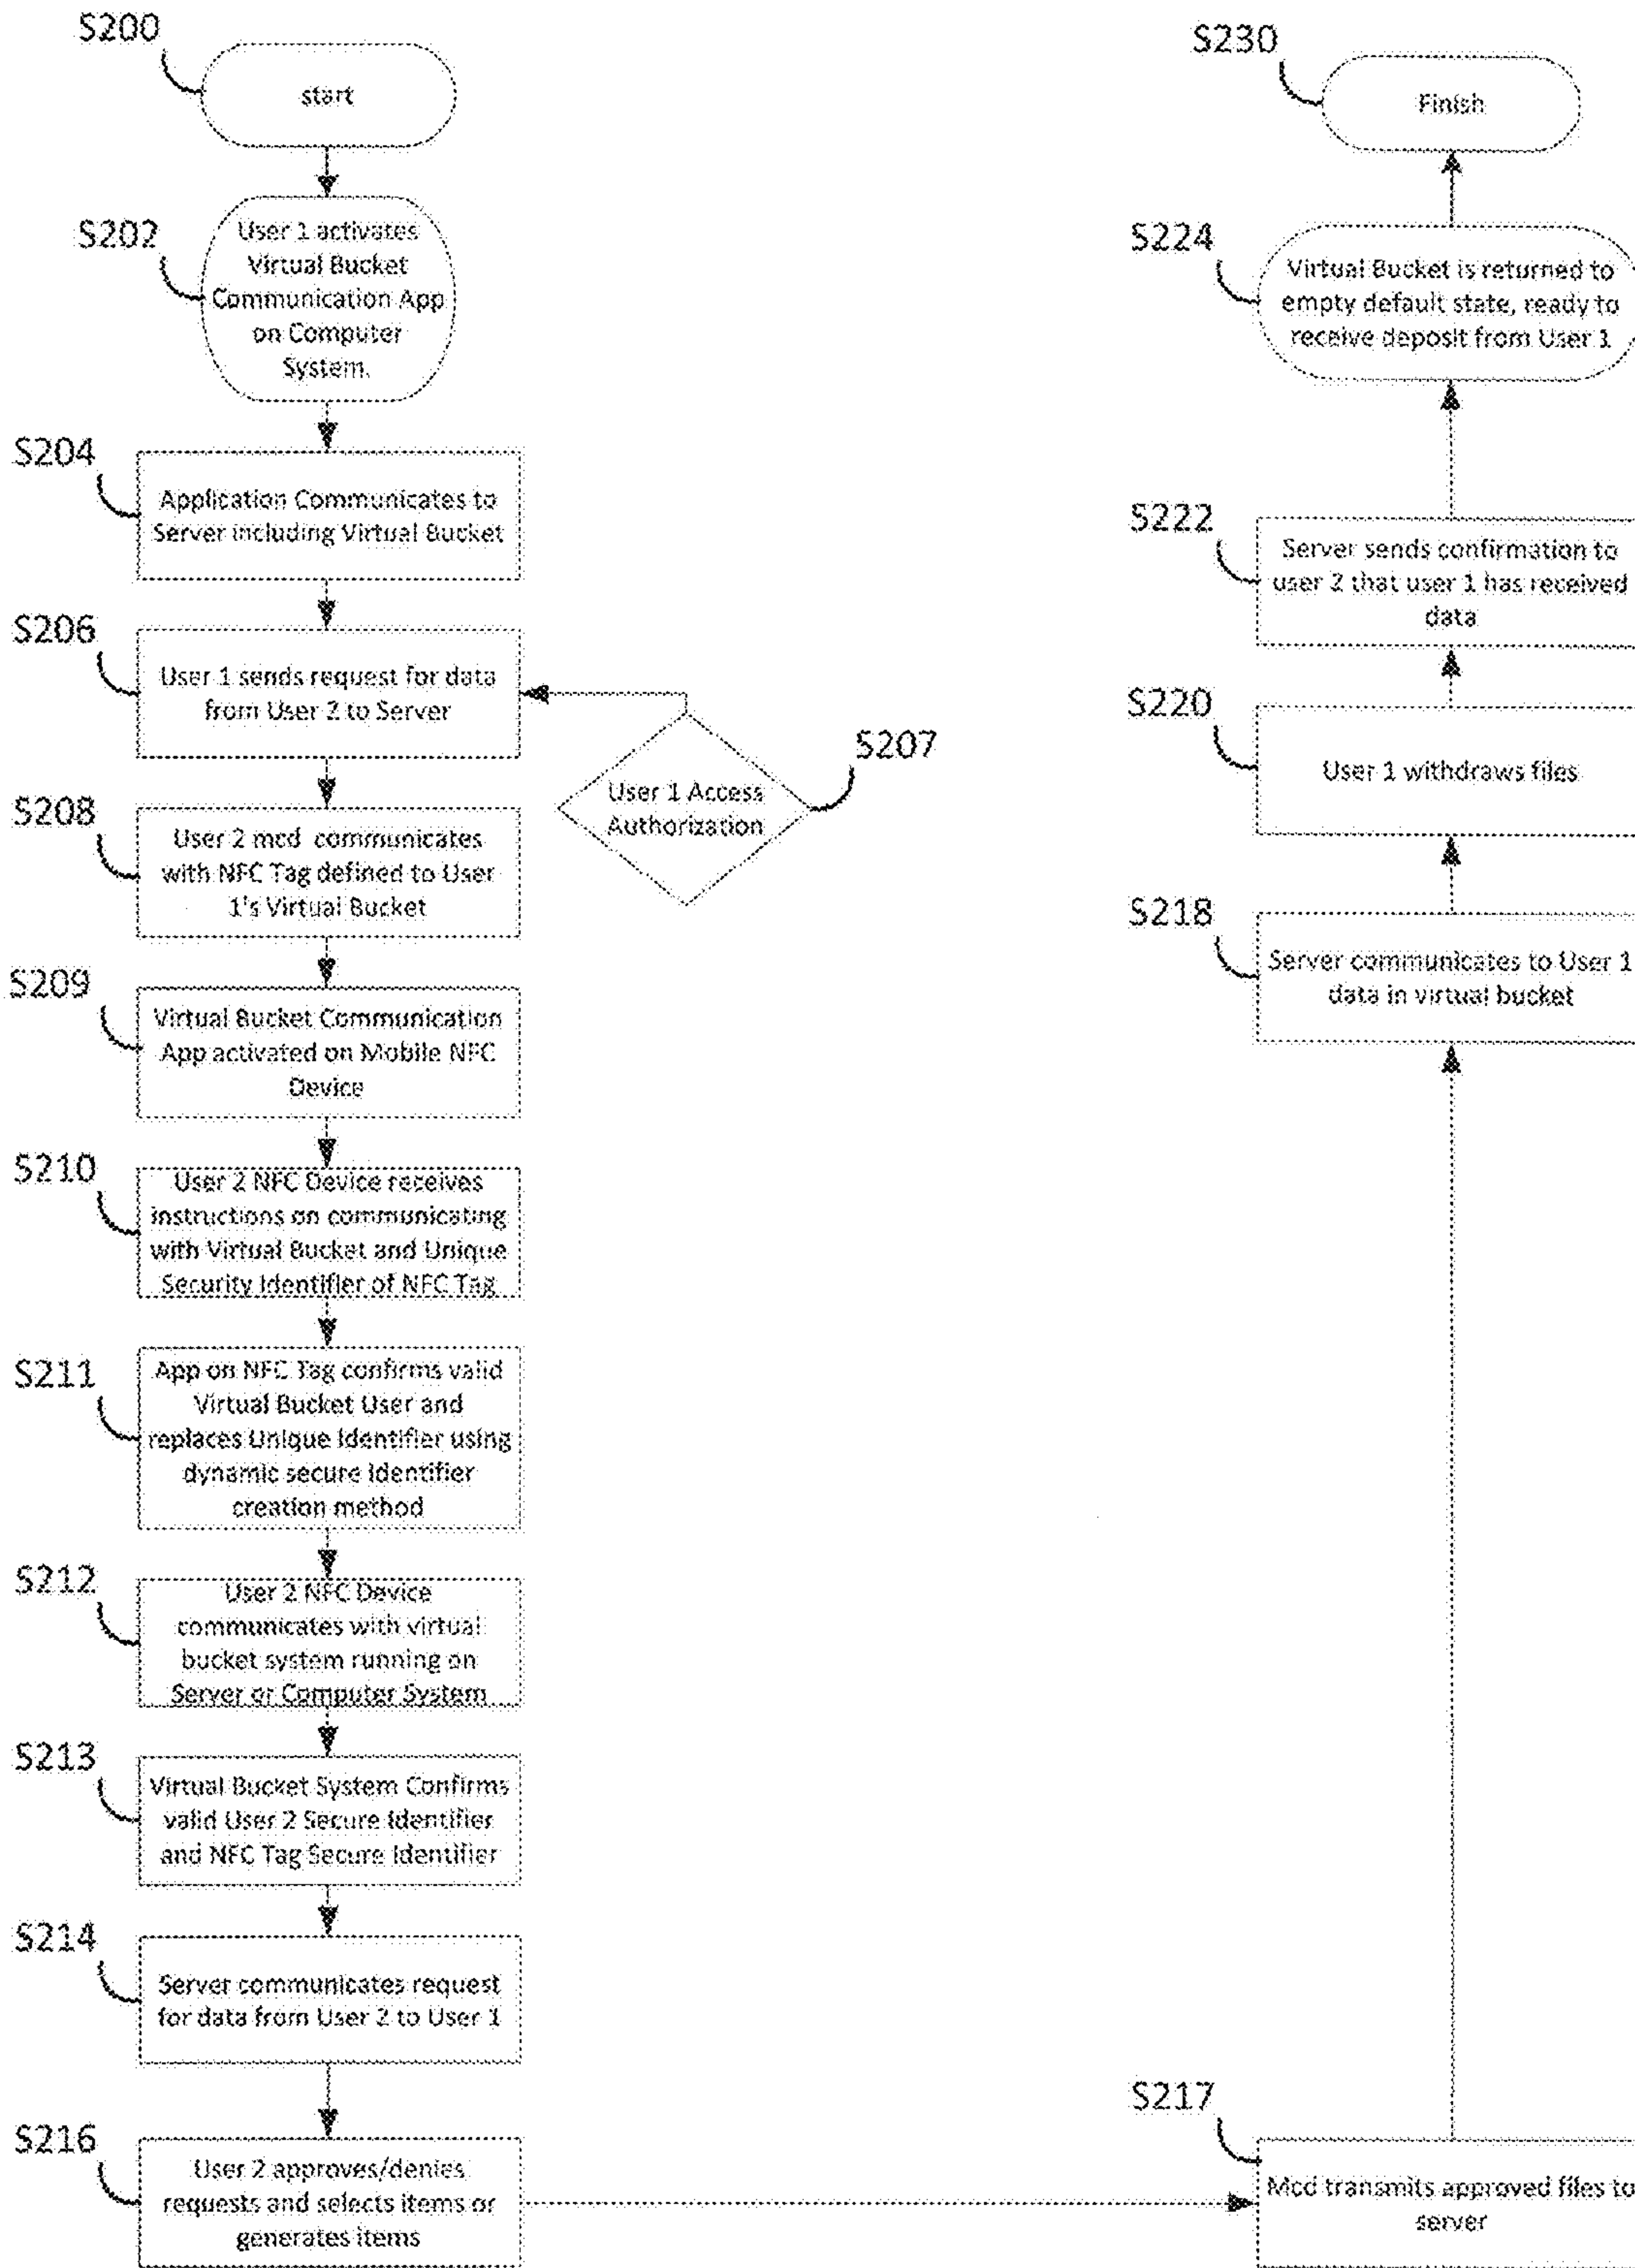 S200
start
S202
User 1 activates
Virtual Bucket
Communication App
on Computer
System.
S204
Application Communicates to
Server including Virtual Bucket
S206
User 1 sends request for data
from User 2 to Server
S207
User 1 Access
Authorization
S208
User 2 mcd communicates
with NFC Tag defined to User
1's Virtual Bucket
S209
Virtual Bucket Communication
App activated on Mobile NFC
Device
S210
User 2 NFC Device receives
instructions on communicating
with Virtual Bucket and Unique
Security Identifier of NFC Tag
S211
App on NFC Tag confirms valid
Virtual Bucket User and
replaces Unique Identifier using
dynamic secure identifier
creation method
S212
User 2 NFC Device
communicates with virtual
bucket system running on
Server or Computer System
S213
Virtual Bucket System Confirms
valid User 2 Secure Identifier
and NFC Tag Secure Identifier
S214
Server communicates request
for data from User 2 to User 1
S216
User 2 approves/denies
requests and selects items or
generates items
S217
Mcd transmits approved files to
server
S218
Server communicates to User 1
data in virtual bucket
S220
User 1 withdraws files
S222
Server sends confirmation to
user 2 that user 1 has received
data
S224
Virtual Bucket is returned to
empty default state, ready to
receive deposit from User 1
S230
Finish